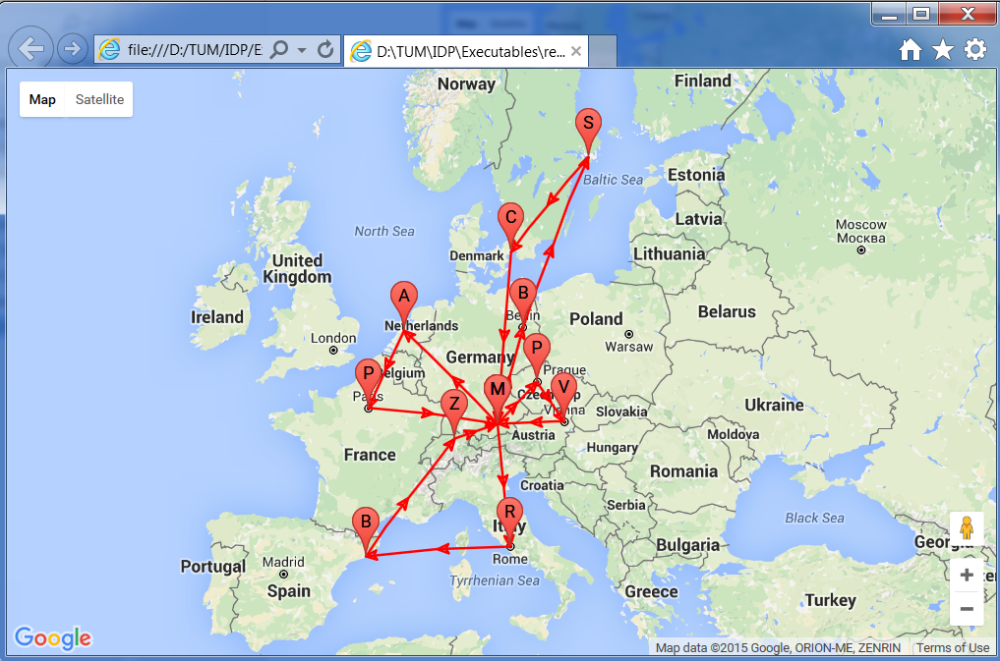 file:///D:/TUM/IDP/E
D:\TUM\IDP\Executables\re...
Map Satellite
Norway
Finland
S
Baltic Sea
Estonia
C
Latvia
North Sea
Moscow
Москва
Denmark
Lithuania
United
Kingdom
A
B
Ireland
Netherlands
Berlin
Poland
Belarus
London
Warsaw
Germany
P
Belgium
P
Prague
Paris
M
V
Z
Vienna
Slovakia
Ukraine
Austria
Moldova
Hungary
France
Romania
Croatia
Serbia
B
R
Italy
Black Sea
Bulgaria
Rome
Portugal
Madrid
Spain
Tyrrhenian Sea
Greece
Turkey
+
−
Google
Map data ©2015 Google, ORION-ME, ZENRIN Terms of Use